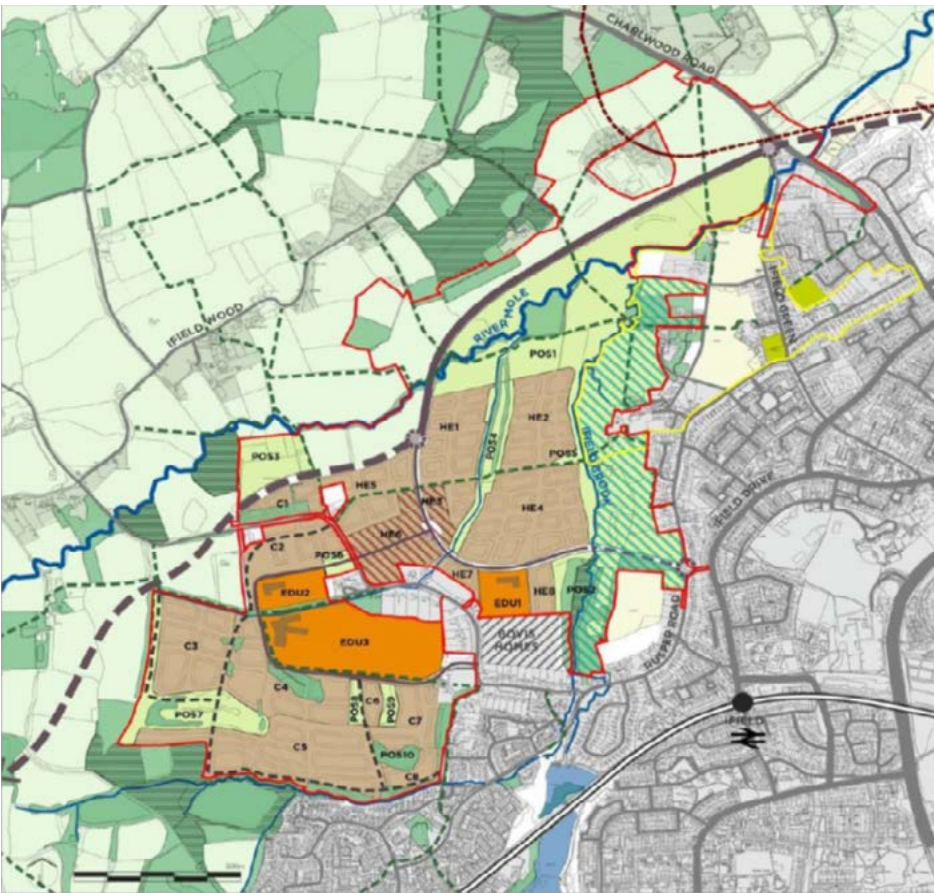 CHARLWOOD ROAD
IFIELD GREEN
RIVER MOLE
IFIELD WOOD
POS1
HE1
HE2
POS4
POS5
IFIELD BROOK
POS3
HE5
HE3
C1
HE4
IFIELD DRIVE
HE6
C2
POS6
HE7
EDU2
EDU1
HE8
POS2
EDU3
BOVIS
HOMES
RUSPER ROAD
C3
C4
POS8
C6
POS9
C7
POS7
IFIELD
C5
POS10
C8